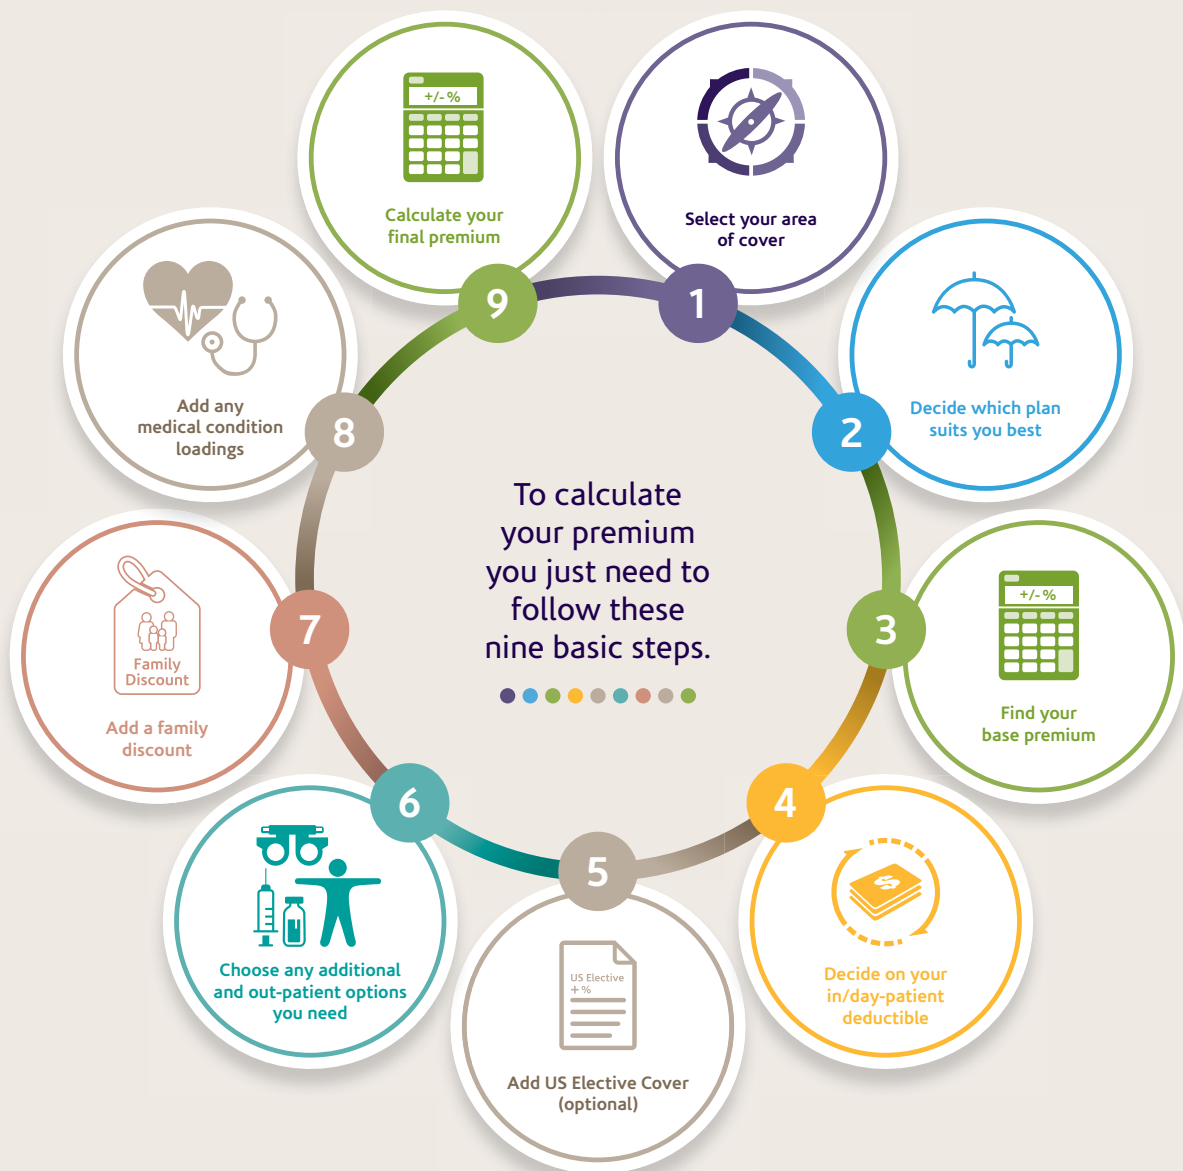 To calculate
your premium
you just need to
follow these
nine basic steps.
1
Select your area
of cover
2
Decide which plan
suits you best
3
+/-%
Find your
base premium
4
$
Decide on your
in/day-patient
deductible
5
US Elective
+%
Add US Elective Cover
(optional)
6
Choose any additional
and out-patient options
you need
7
Family
Discount
Add a family
discount
8
Add any
medical condition
loadings
9
+/-%
Calculate your
final premium